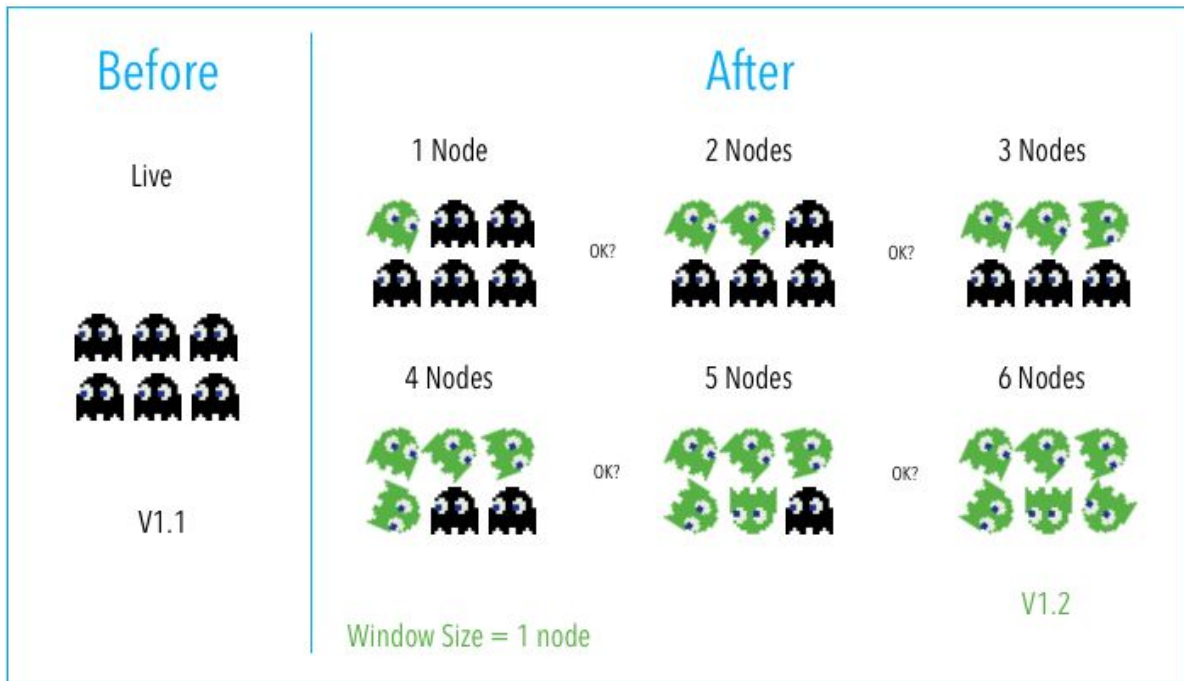 Before
Live
V1.1
After
1 Node
2 Nodes
3 Nodes
OK?
OK?
4 Nodes
5 Nodes
6 Nodes
OK?
OK?
V1.2
Window Size = 1 node